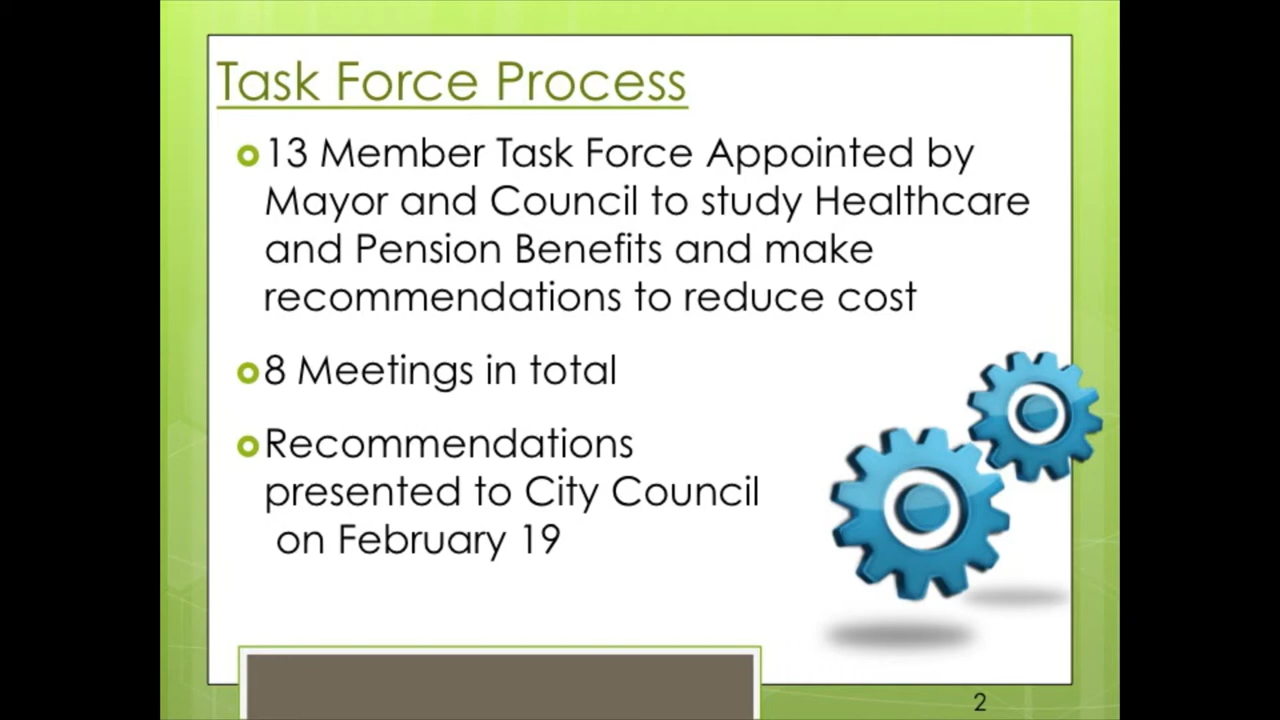 Task Force Process
13 Member Task Force Appointed by
Mayor and Council to study Healthcare
and Pension Benefits and make
recommendations to reduce cost
8 Meetings in total
Recommendations
presented to City Council
on February 19
2